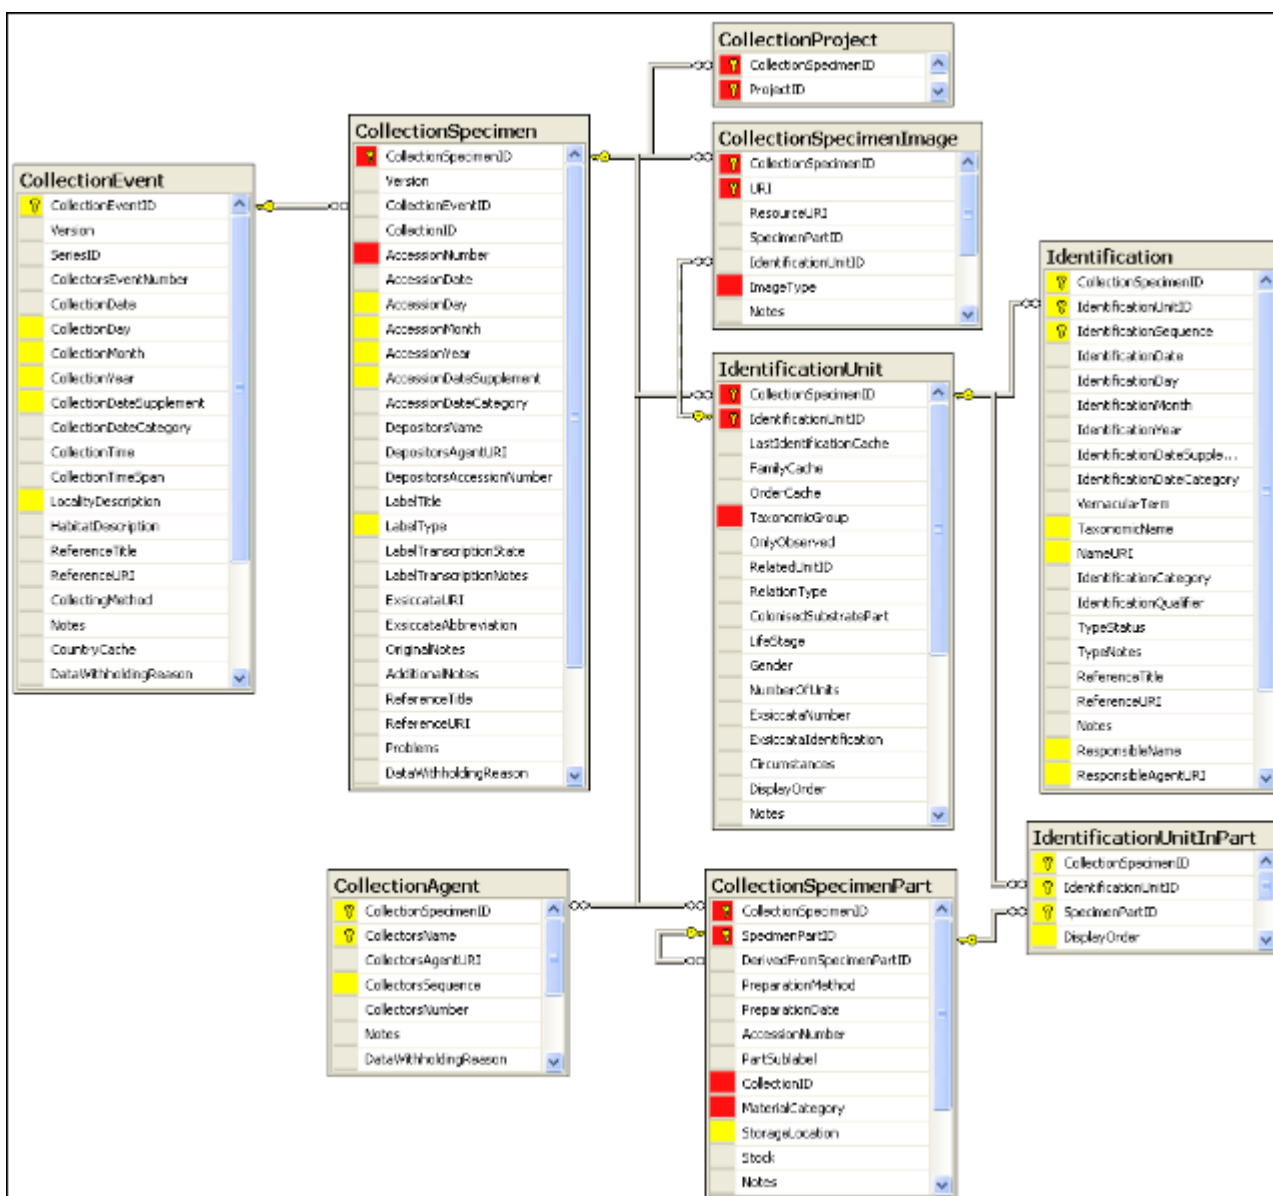 CollectionProject
CollectionSpecimenID
ProjectID
CollectionSpecimen
CollectionSpecimenID
Version
CollectionEventID
CollectionID
AccessionNumber
AccessionDate
AccessionDay
AccessionMonth
AccessionYear
AccessionDateSupplement
AccessionDateCategory
DepositorsName
DepositorsAgentURI
DepositorsAccessionNumber
LabelTitle
LabelType
LabelTranscriptionState
LabelTranscriptionNotes
ExsiccataURI
ExsiccataAbbreviation
OriginalNotes
AdditionalNotes
ReferenceTitle
ReferenceURI
Problems
DataWithholdingReason
CollectionSpecimenImage
CollectionSpecimenID
URI
ResourceURI
SpecimenPartID
IdentificationUnitID
ImageType
Notes
CollectionEvent
CollectionEventID
Version
SeriesID
CollectorsEventNumber
CollectionDate
CollectionDay
CollectionMonth
CollectionYear
CollectionDateSupplement
CollectionDateCategory
CollectionTime
CollectionTimeSpan
LocalityDescription
HabitatDescription
ReferenceTitle
ReferenceURI
CollectingMethod
Notes
CountryCache
DataWithholdingReason
Identification
CollectionSpecimenID
IdentificationUnitID
IdentificationSequence
IdentificationDate
IdentificationDay
IdentificationMonth
IdentificationYear
IdentificationDateSupple...
IdentificationDateCategory
VernacularTerm
TaxonomicName
NameURI
IdentificationCategory
IdentificationQualifier
TypeStatus
TypeNotes
ReferenceTitle
ReferenceURI
Notes
ResponsibleName
ResponsibleAgentURI
IdentificationUnit
CollectionSpecimenID
IdentificationUnitID
LastIdentificationCache
FamilyCache
OrderCache
TaxonomicGroup
OnlyObserved
RelatedUnitID
RelationType
ColonisedSubstratePart
LifeStage
Gender
NumberOfUnits
ExsiccataNumber
ExsiccataIdentification
Circumstances
DisplayOrder
Notes
IdentificationUnitInPart
CollectionSpecimenID
IdentificationUnitID
SpecimenPartID
DisplayOrder
CollectionAgent
CollectionSpecimenID
CollectorsName
CollectorsAgentURI
CollectorsSequence
CollectorsNumber
Notes
DataWithholdingReason
CollectionSpecimenPart
CollectionSpecimenID
SpecimenPartID
DerivedFromSpecimenPartID
PreparationMethod
PreparationDate
AccessionNumber
PartSublabel
CollectionID
MaterialCategory
StorageLocation
Stock
Notes